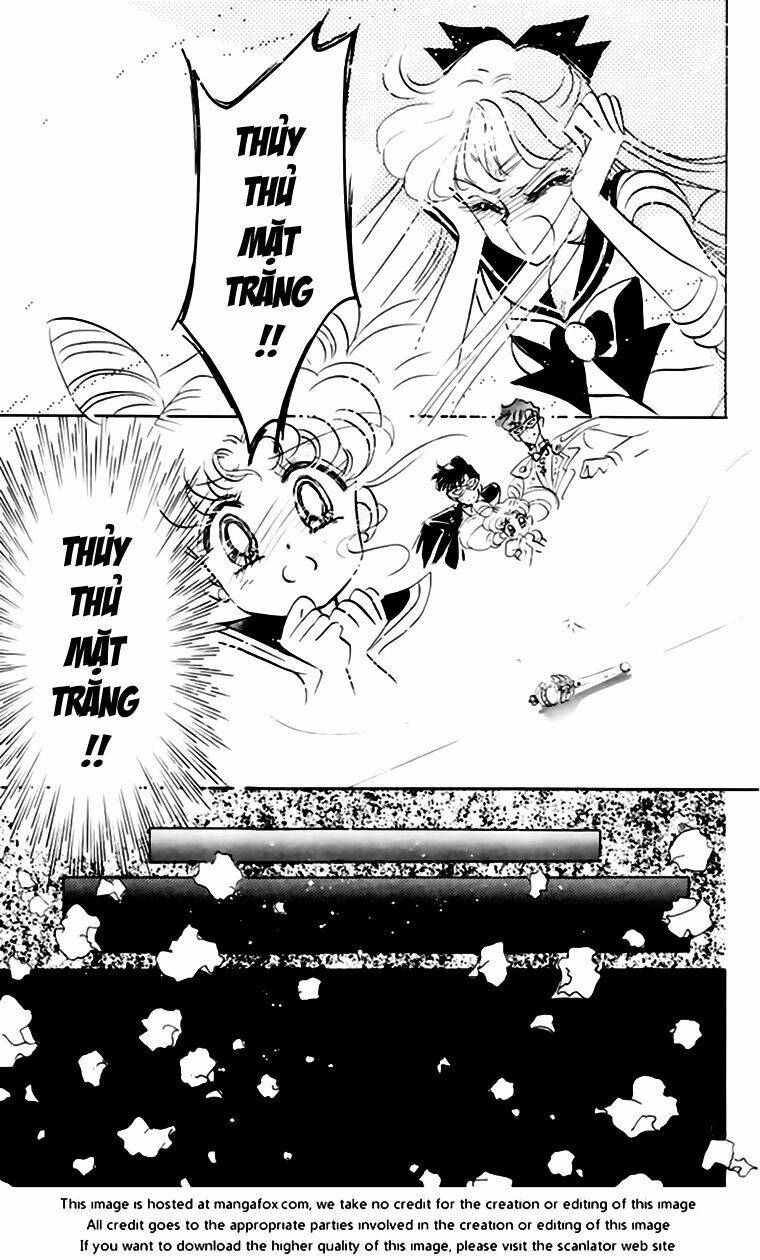 THỦY
THỦ
MẶT
TRĂNG
!!
THỦY
THỦ
MẶT
TRĂNG
!!
This image is hosted at mangafox.com, we take no credit for the creation or editing of this image
All credit goes to the appropriate parties involved in the creation or editing of this image
If you want to download the higher quality of this image, please visit the scanlator web site